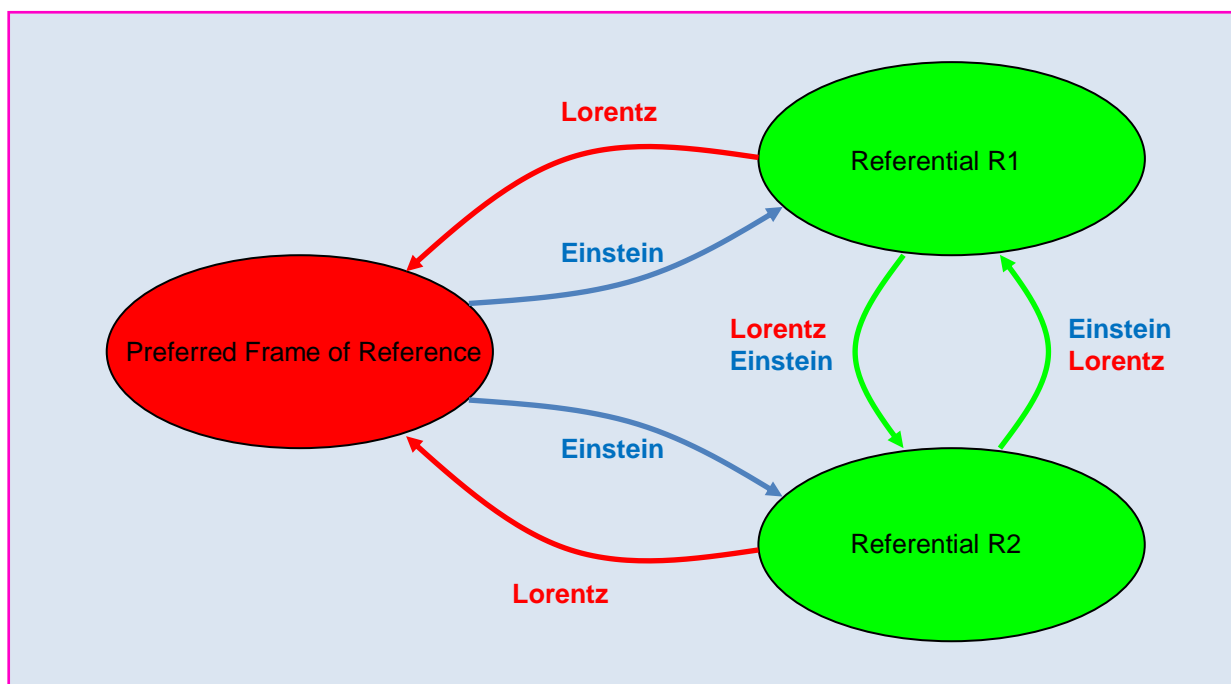 Lorentz
Referential R1
Einstein
Preferred Frame of Reference
Lorentz
Einstein
Einstein
Lorentz
Einstein
Referential R2
Lorentz